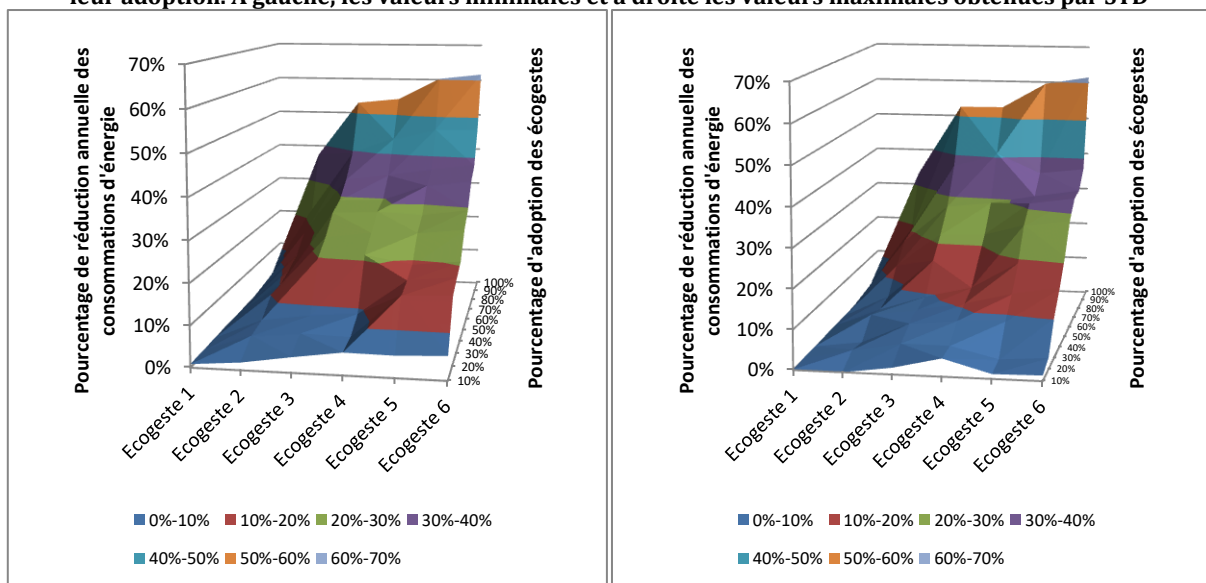 leur adoption. A gauche, les valeurs minimales et à droite les valeurs maximales obtenues par STD
Pourcentage de réduction annuelle des
consommations d'énergie
70%
60%
50%
40%
30%
20%
10%
0%
Ecogeste 1
Ecogeste 2
Ecogeste 3
Ecogeste 4
Ecogeste 5
Ecogeste 6
100%
90%
80%
70%
60%
50%
40%
30%
20%
10%
Pourcentage d'adoption des écogestes
0%-10% 10%-20% 20%-30% 30%-40%
40%-50% 50%-60% 60%-70%
Pourcentage de réduction annuelle des
consommations d'énergie
70%
60%
50%
40%
30%
20%
10%
0%
Ecogeste 1
Ecogeste 2
Ecogeste 3
Ecogeste 4
Ecogeste 5
Ecogeste 6
100%
90%
80%
70%
60%
50%
40%
30%
20%
10%
Pourcentage d'adoption des écogestes
0%-10% 10%-20% 20%-30% 30%-40%
40%-50% 50%-60% 60%-70%